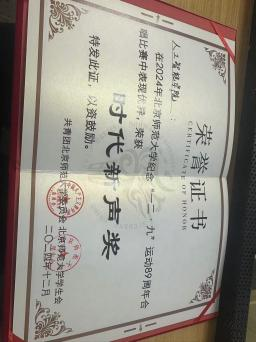 荣誉证书
CERTIFICATE OF HONOR
人工智能学院：
在2024年北京师范大学纪念“一二·九”运动89周年合
唱比赛中表现优异，荣获
时代新声奖
特发此证，以资鼓励。
共青团北京师范大学委员会 北京师范大学学生会
二〇二四年十二月